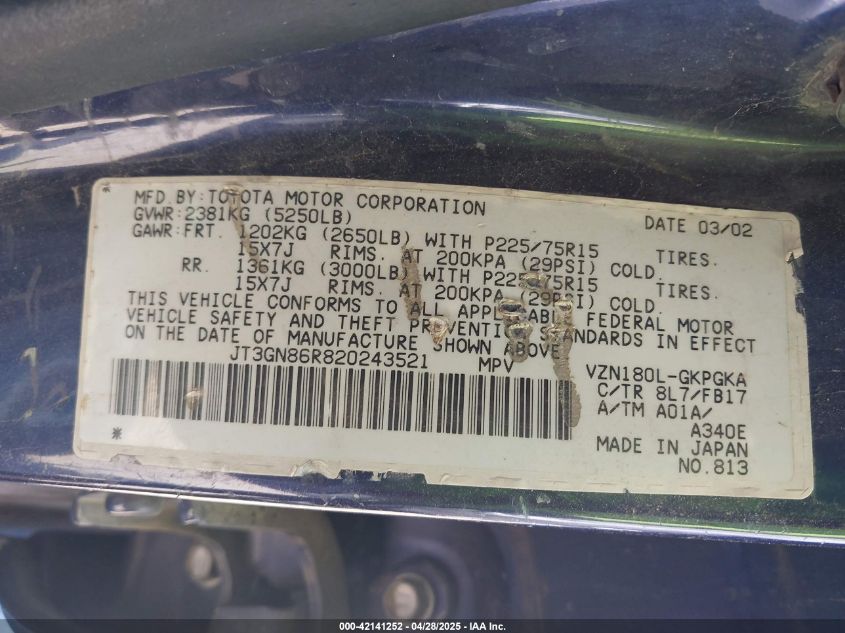 MFD BY:TOYOTA MOTOR CORPORATION DATE 03/02
GVWR:2381KG (5250LB)
GAWR:FRT. 1202KG (2650LB) WITH P225/75R15 TIRES.
15X7J RIMS. AT 200KPA (29PSI) COLD.
RR. 1361KG (3000LB) WITH P225/75R15 TIRES.
15X7J RIMS. AT 200KPA (29PSI) COLD.
THIS VEHICLE CONFORMS TO ALL APPLICABLE FEDERAL MOTOR
VEHICLE SAFETY AND THEFT PREVENTION STANDARDS IN EFFECT
ON THE DATE OF MANUFACTURE SHOWN ABOVE.
JT3GN86R820243521 MPV VZN180L-GKPGKA
C/TR 8L7/FB17
A/TM A01A/
A340E
MADE IN JAPAN
NO.813
* *
000-42141252 | 04/28/2025 - IAA Inc.